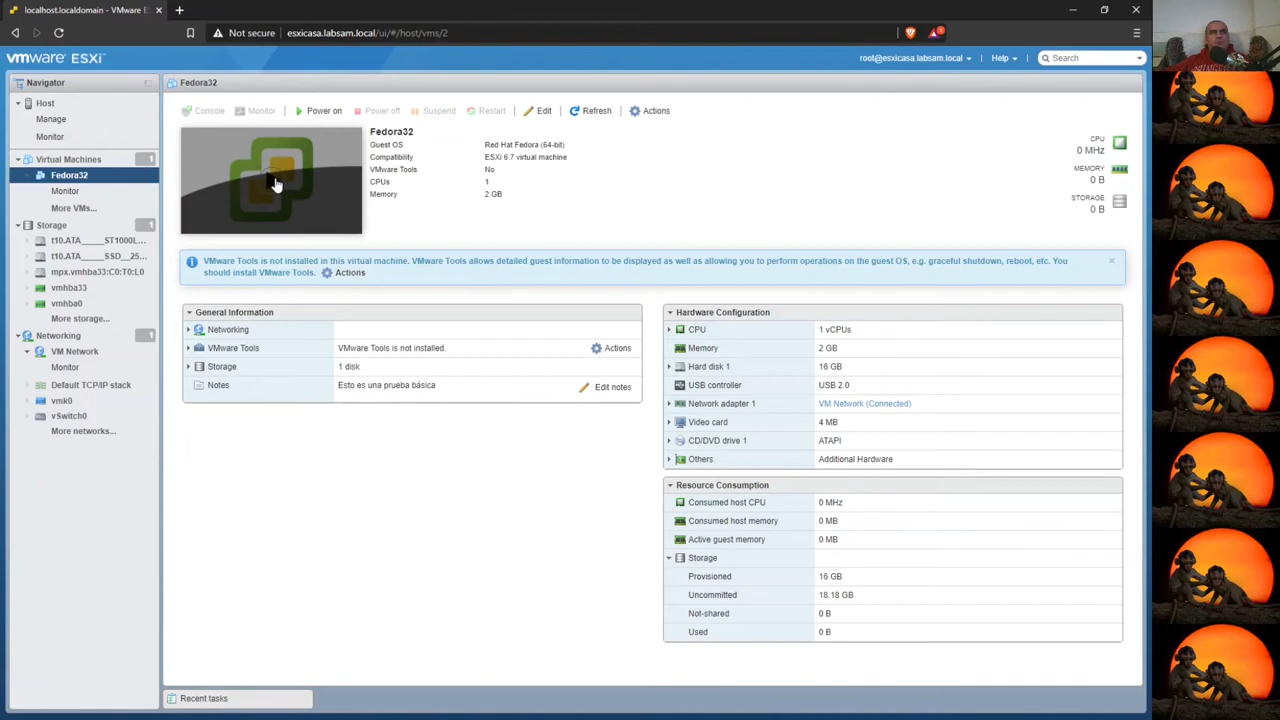 localhost.localdomain - VMware E
Not secure
esxicasa.labsam.local/ui/#/host/vms/2
vmware ESXi
root@esxicasa.labsam.local
Help
Search
Navigator
Host
Manage
Monitor
Virtual Machines
1
Fedora32
Monitor
More VMs...
Storage
1
t10.ATA_____ST1000L...
t10.ATA_____SSD__25...
mpx.vmhba33:C0:T0:L0
vmhba33
vmhba0
More storage...
Networking
1
VM Network
Monitor
Default TCP/IP stack
vmk0
vSwitch0
More networks...
Fedora32
Console
Monitor
Power on
Power off
Suspend
Restart
Edit
Refresh
Actions
Fedora32
Guest OS Red Hat Fedora (64-bit)
Compatibility ESXi 6.7 virtual machine
VMware Tools No
CPUs 1
Memory 2 GB
CPU
0 MHz
MEMORY
0 B
STORAGE
0 B
VMware Tools is not installed in this virtual machine. VMware Tools allows detailed guest information to be displayed as well as allowing you to perform operations on the guest OS, e.g. graceful shutdown, reboot, etc. You
should install VMware Tools. Actions
General Information
Networking
VMware Tools VMware Tools is not installed. Actions
Storage 1 disk
Notes Esto es una prueba básica Edit notes
Hardware Configuration
CPU 1 vCPUs
Memory 2 GB
Hard disk 1 16 GB
USB controller USB 2.0
Network adapter 1 VM Network (Connected)
Video card 4 MB
CD/DVD drive 1 ATAPI
Others Additional Hardware
Resource Consumption
Consumed host CPU 0 MHz
Consumed host memory 0 MB
Active guest memory 0 MB
Storage
Provisioned 16 GB
Uncommitted 18.18 GB
Not-shared 0 B
Used 0 B
Recent tasks